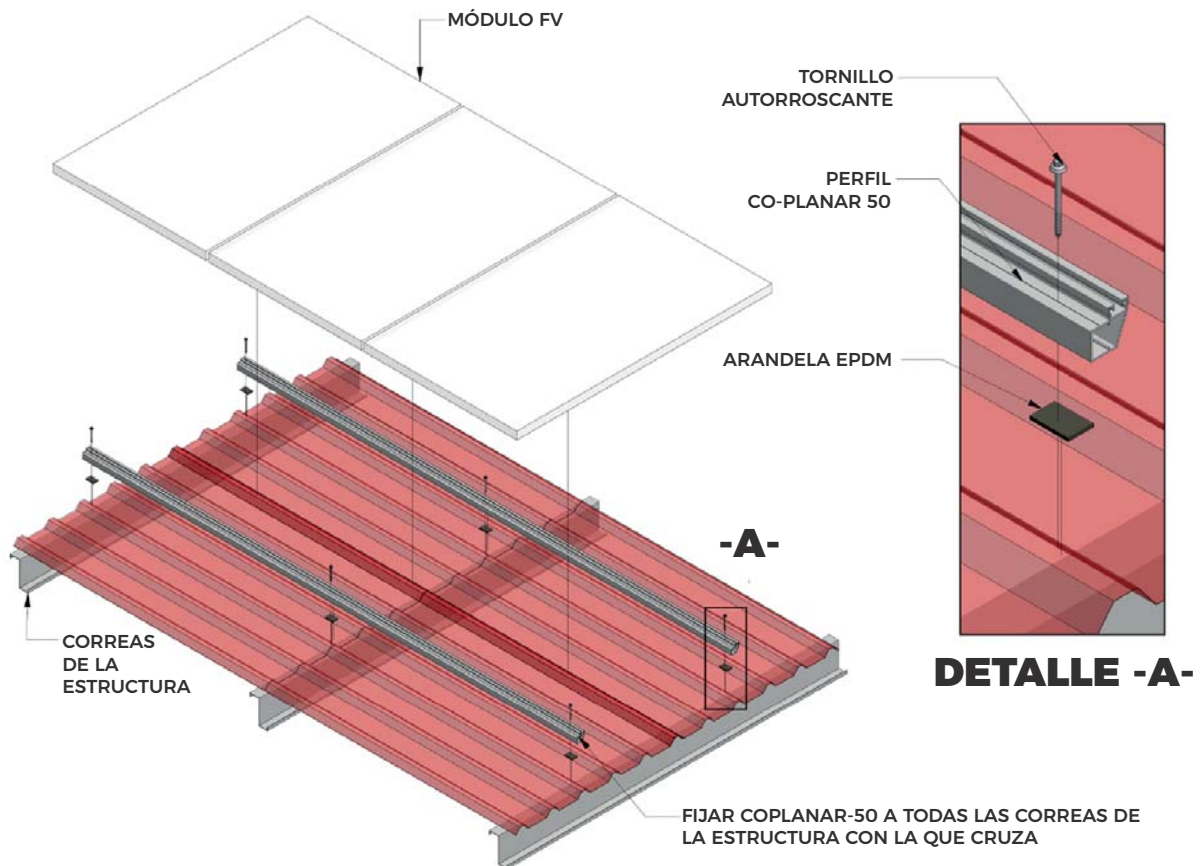 MÓDULO FV
TORNILLO
AUTORROSCANTE
PERFIL
CO-PLANAR 50
ARANDELA EPDM
-A-
CORREAS
DE LA
ESTRUCTURA
DETALLE -A-
FIJAR COPLANAR-50 A TODAS LAS CORREAS DE
LA ESTRUCTURA CON LA QUE CRUZA